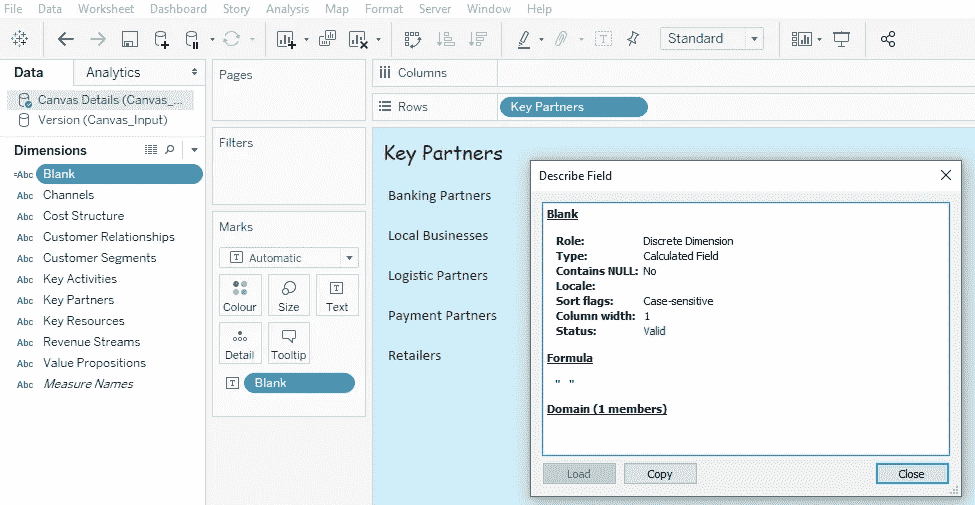 File Data Worksheet Dashboard Story Analysis Map Format Server Window Help
Standard
Data Analytics
Canvas Details (Canvas_...
Version (Canvas_Input)
Dimensions
=Abc Blank
Abc Channels
Abc Cost Structure
Abc Customer Relationships
Abc Customer Segments
Abc Key Activities
Abc Key Partners
Abc Key Resources
Abc Revenue Streams
Abc Value Propositions
Abc Measure Names
Pages
Filters
Marks
T Automatic
Colour Size Text
Detail Tooltip
T Blank
Columns
Rows Key Partners
Key Partners
Banking Partners
Local Businesses
Logistic Partners
Payment Partners
Retailers
Describe Field
Blank
Role: Discrete Dimension
Type: Calculated Field
Contains NULL: No
Locale:
Sort flags: Case-sensitive
Column width: 1
Status: Valid
Formula
" "
Domain (1 members)
Load Copy Close